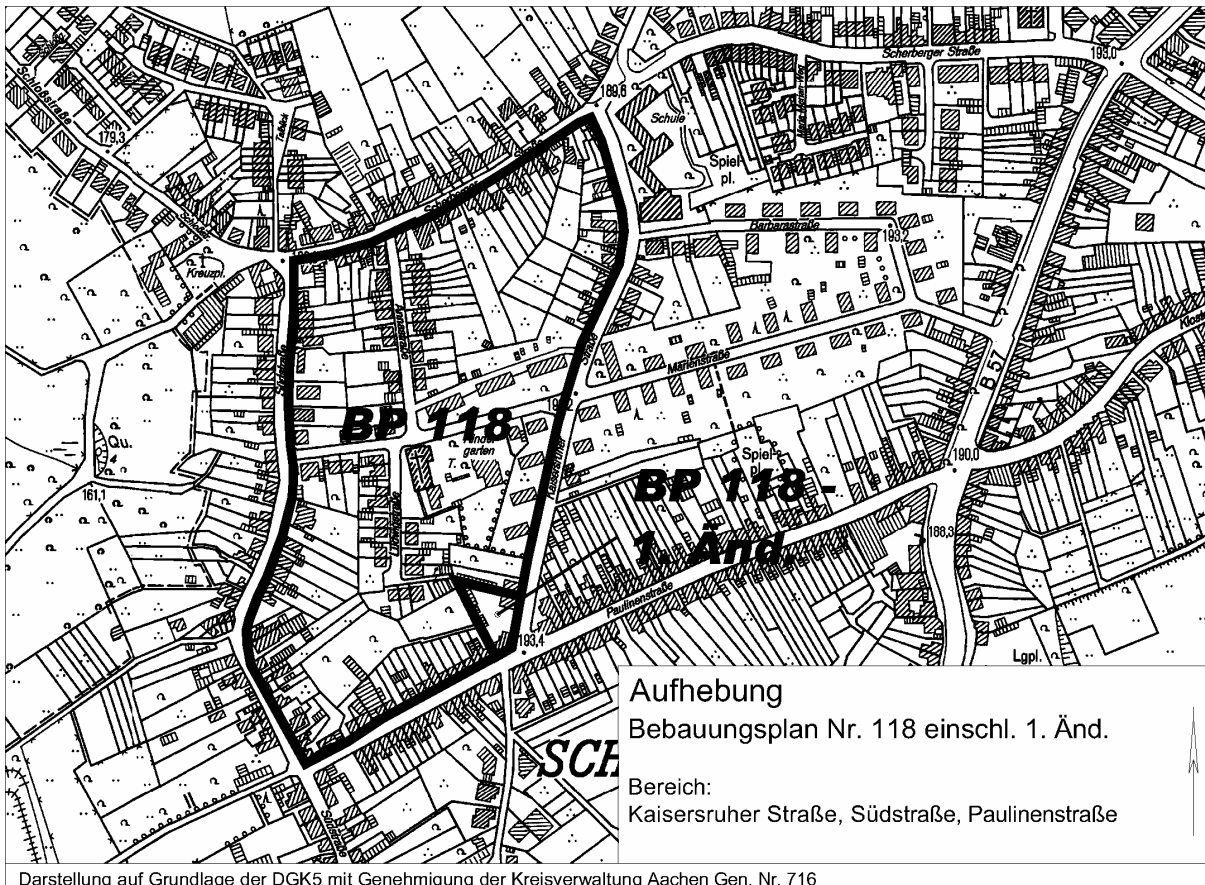 Scherberger Straße
193,0
189,8
Schloßstraße
179,3
Schule
Spiel-
pl.
Barbarastraße
193,2
Kreuzpl.
Annastraße
Marienstraße
B 57
BP 118
Kinder-
garten
T.
Qu.
161,1
Spiel-
pl.
190,0
BP 118 -
1. Änd.
188,3
Paulinenstraße
193,4
Lgpl.
SCH
Südstraße
Aufhebung
Bebauungsplan Nr. 118 einschl. 1. Änd.
Bereich:
Kaisersruher Straße, Südstraße, Paulinenstraße
Darstellung auf Grundlage der DGK5 mit Genehmigung der Kreisverwaltung Aachen Gen. Nr. 716